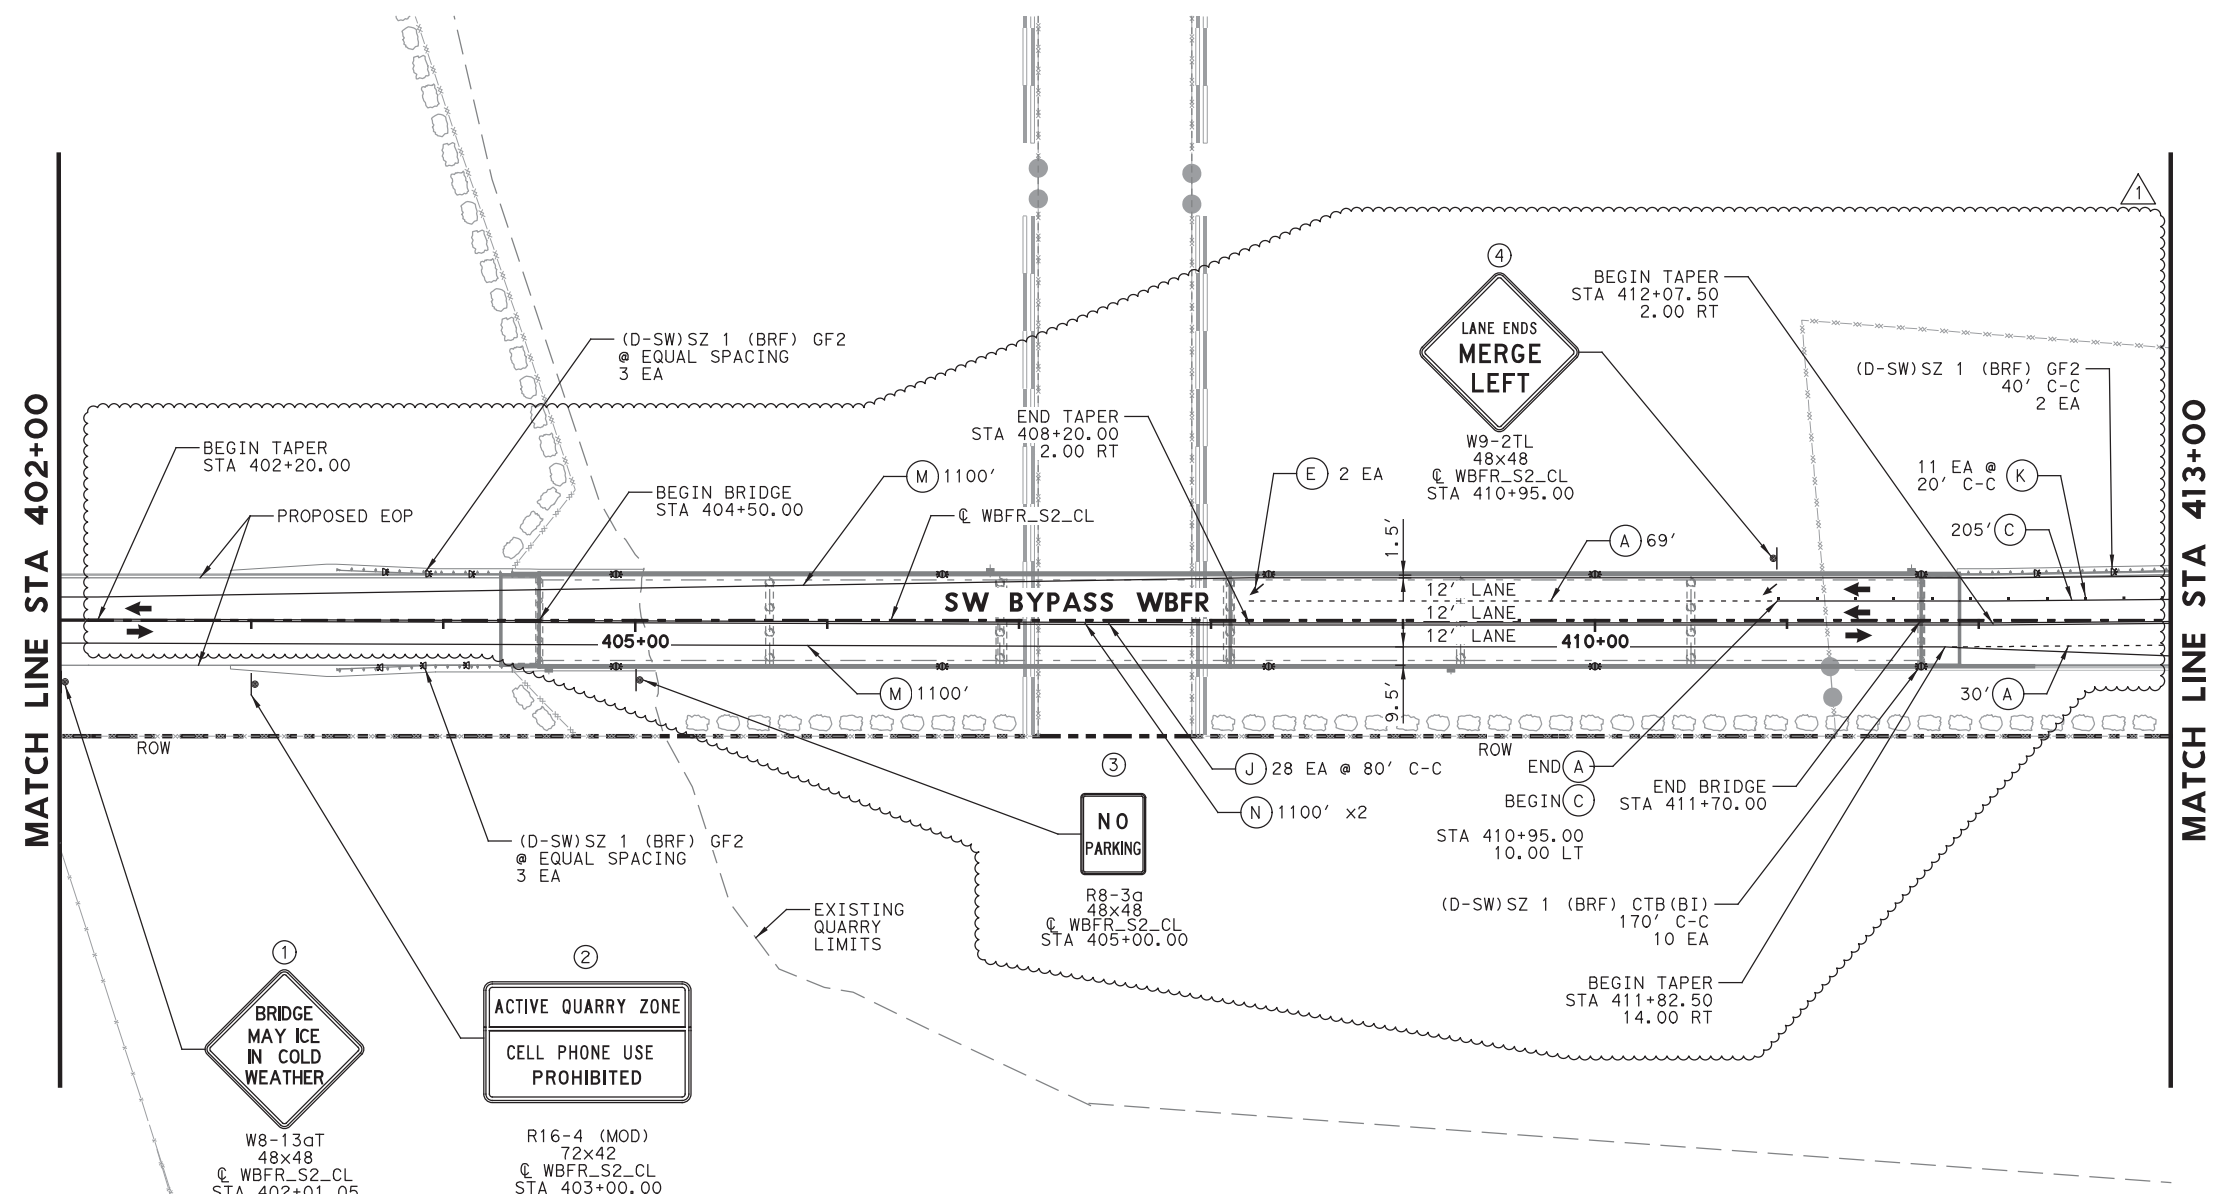 MATCH LINE STA 402+00
MATCH LINE STA 413+00
1
(D-SW)SZ 1 (BRF) GF2
@ EQUAL SPACING
3 EA
BEGIN TAPER
STA 402+20.00
PROPOSED EOP
BEGIN BRIDGE
STA 404+50.00
M 1100'
℄ WBFR_S2_CL
END TAPER
STA 408+20.00
2.00 RT
E 2 EA
4
LANE ENDS
MERGE
LEFT
W9-2TL
48x48
℄ WBFR_S2_CL
STA 410+95.00
BEGIN TAPER
STA 412+07.50
2.00 RT
(D-SW)SZ 1 (BRF) GF2
40' C-C
2 EA
11 EA @
20' C-C K
205' C
A 69'
1.5'
12' LANE
12' LANE
12' LANE
9.5'
SW BYPASS WBFR
405+00
410+00
M 1100'
30' A
ROW
ROW
J 28 EA @ 80' C-C
N 1100' x2
END A
BEGIN C
STA 410+95.00
10.00 LT
END BRIDGE
STA 411+70.00
(D-SW)SZ 1 (BRF) CTB(BI)
170' C-C
10 EA
BEGIN TAPER
STA 411+82.50
14.00 RT
3
NO
PARKING
R8-3a
48x48
℄ WBFR_S2_CL
STA 405+00.00
(D-SW)SZ 1 (BRF) GF2
@ EQUAL SPACING
3 EA
EXISTING
QUARRY
LIMITS
1
BRIDGE
MAY ICE
IN COLD
WEATHER
W8-13aT
48x48
℄ WBFR_S2_CL
STA 402+01.05
2
ACTIVE QUARRY ZONE
CELL PHONE USE
PROHIBITED
R16-4 (MOD)
72x42
℄ WBFR_S2_CL
STA 403+00.00